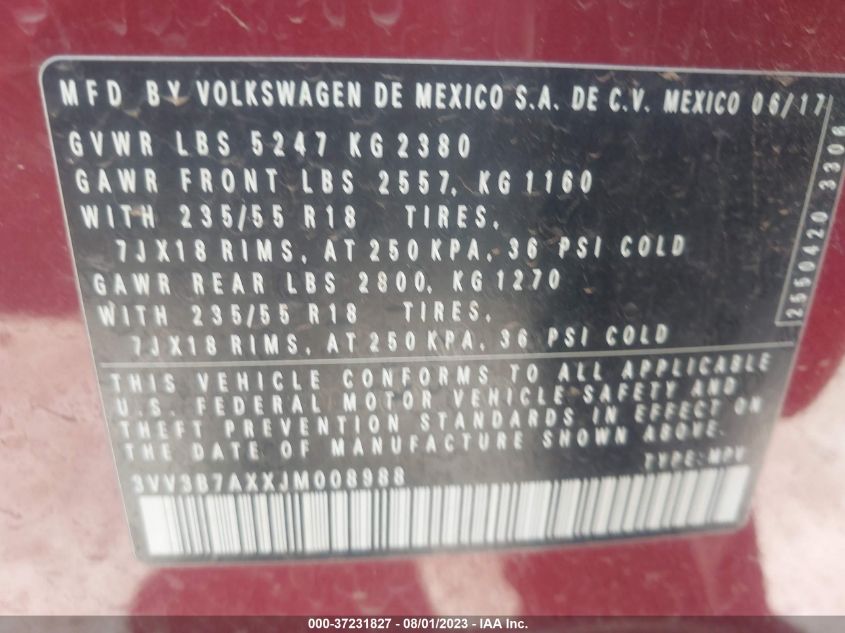 MFD BY VOLKSWAGEN DE MEXICO S.A. DE C.V. MEXICO 06/17
GVWR LBS 5247 KG 2380
GAWR FRONT LBS 2557, KG 1160
WITH 235/55 R18 TIRES,
7JX18 RIMS, AT 250 KPA, 36 PSI COLD
GAWR REAR LBS 2800, KG 1270
WITH 235/55 R18 TIRES,
7JX18 RIMS, AT 250 KPA, 36 PSI COLD
2550420 3306
THIS VEHICLE CONFORMS TO ALL APPLICABLE
U.S. FEDERAL MOTOR VEHICLE SAFETY AND
THEFT PREVENTION STANDARDS IN EFFECT ON
THE DATE OF MANUFACTURE SHOWN ABOVE.
3VV3B7AXXJM008988 TYPE:MPV
000-37231827 - 08/01/2023 - IAAI.com